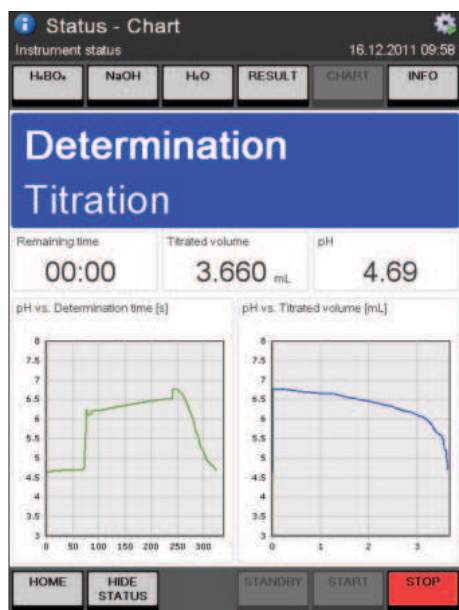 Status - Chart
Instrument status 16.12.2011 09:58
H₃BO₃ NaOH H₂O RESULT CHART INFO
Determination
Titration
Remaining time Titrated volume pH
00:00 3.660 mL 4.69
pH vs. Determination time [s] pH vs. Titrated volume [mL]
8 8
7.5 7.5
7 7
6.5 6.5
6 6
5.5 5.5
5 5
4.5 4.5
4 4
3.5 3.5
3 3
0 50 100 150 200 250 300 0 1 2 3
HOME HIDE STATUS STANDBY START STOP